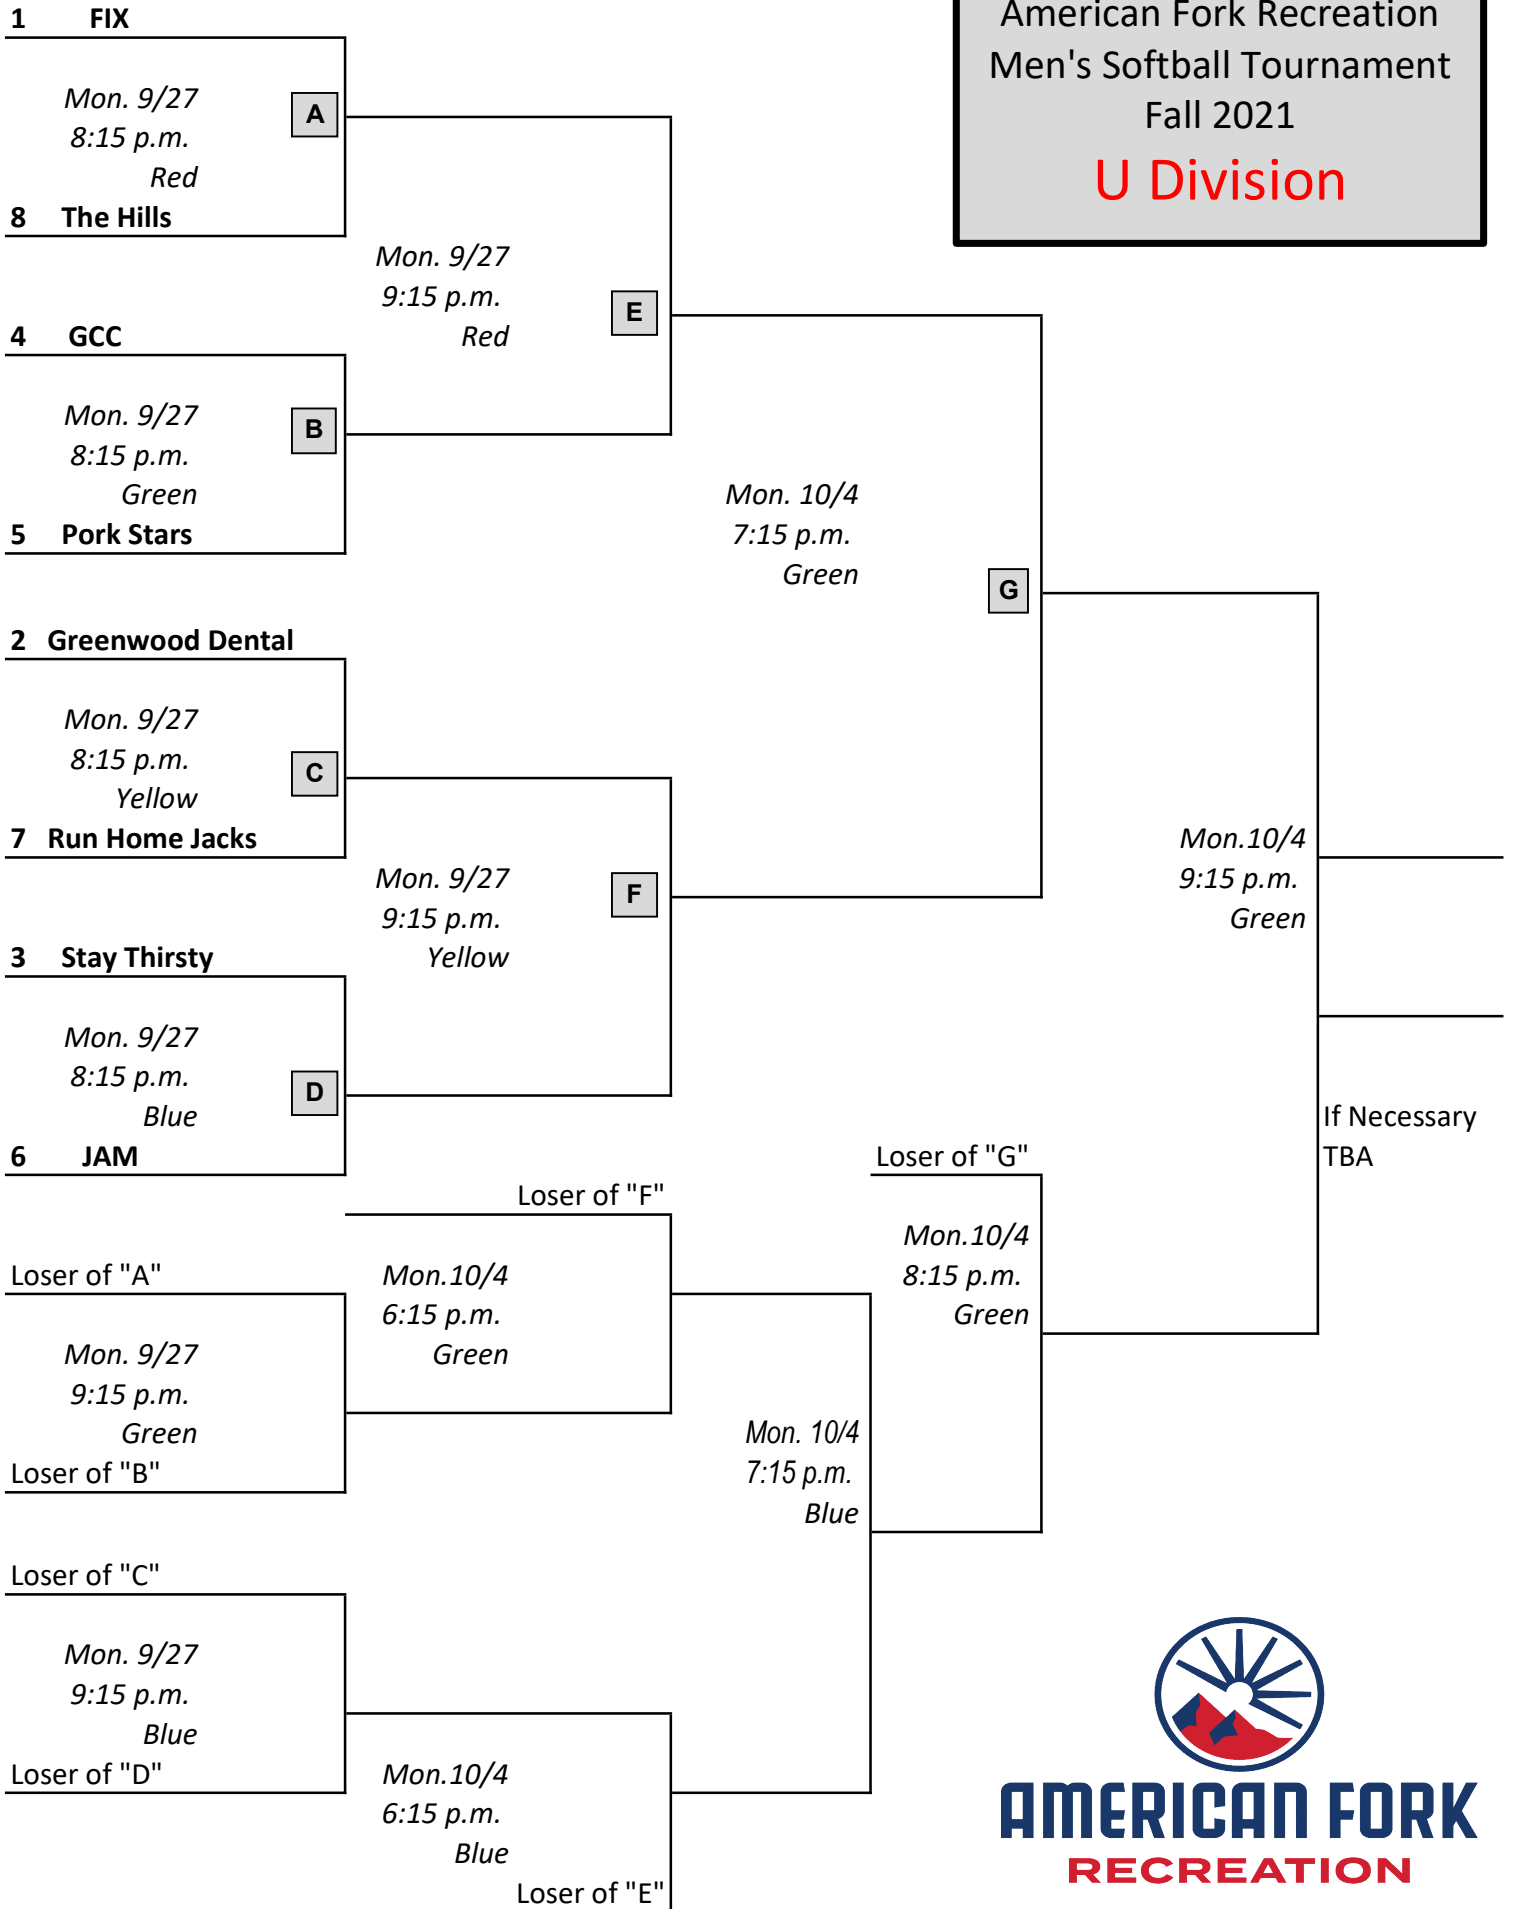 American Fork Recreation
Men's Softball Tournament
Fall 2021
U Division
1 FIX
Mon. 9/27
8:15 p.m.
Red
A
8 The Hills
Mon. 9/27
9:15 p.m.
Red
E
4 GCC
Mon. 9/27
8:15 p.m.
Green
B
5 Pork Stars
Mon. 10/4
7:15 p.m.
Green
G
2 Greenwood Dental
Mon. 9/27
8:15 p.m.
Yellow
C
7 Run Home Jacks
Mon. 9/27
9:15 p.m.
Yellow
F
Mon.10/4
9:15 p.m.
Green
3 Stay Thirsty
Mon. 9/27
8:15 p.m.
Blue
D
6 JAM
If Necessary
TBA
Loser of "G"
Loser of "F"
Mon.10/4
8:15 p.m.
Green
Loser of "A"
Mon.10/4
6:15 p.m.
Green
Mon. 9/27
9:15 p.m.
Green
Loser of "B"
Mon. 10/4
7:15 p.m.
Blue
Loser of "C"
Mon. 9/27
9:15 p.m.
Blue
Loser of "D"
Mon.10/4
6:15 p.m.
Blue
Loser of "E"
AMERICAN FORK
RECREATION